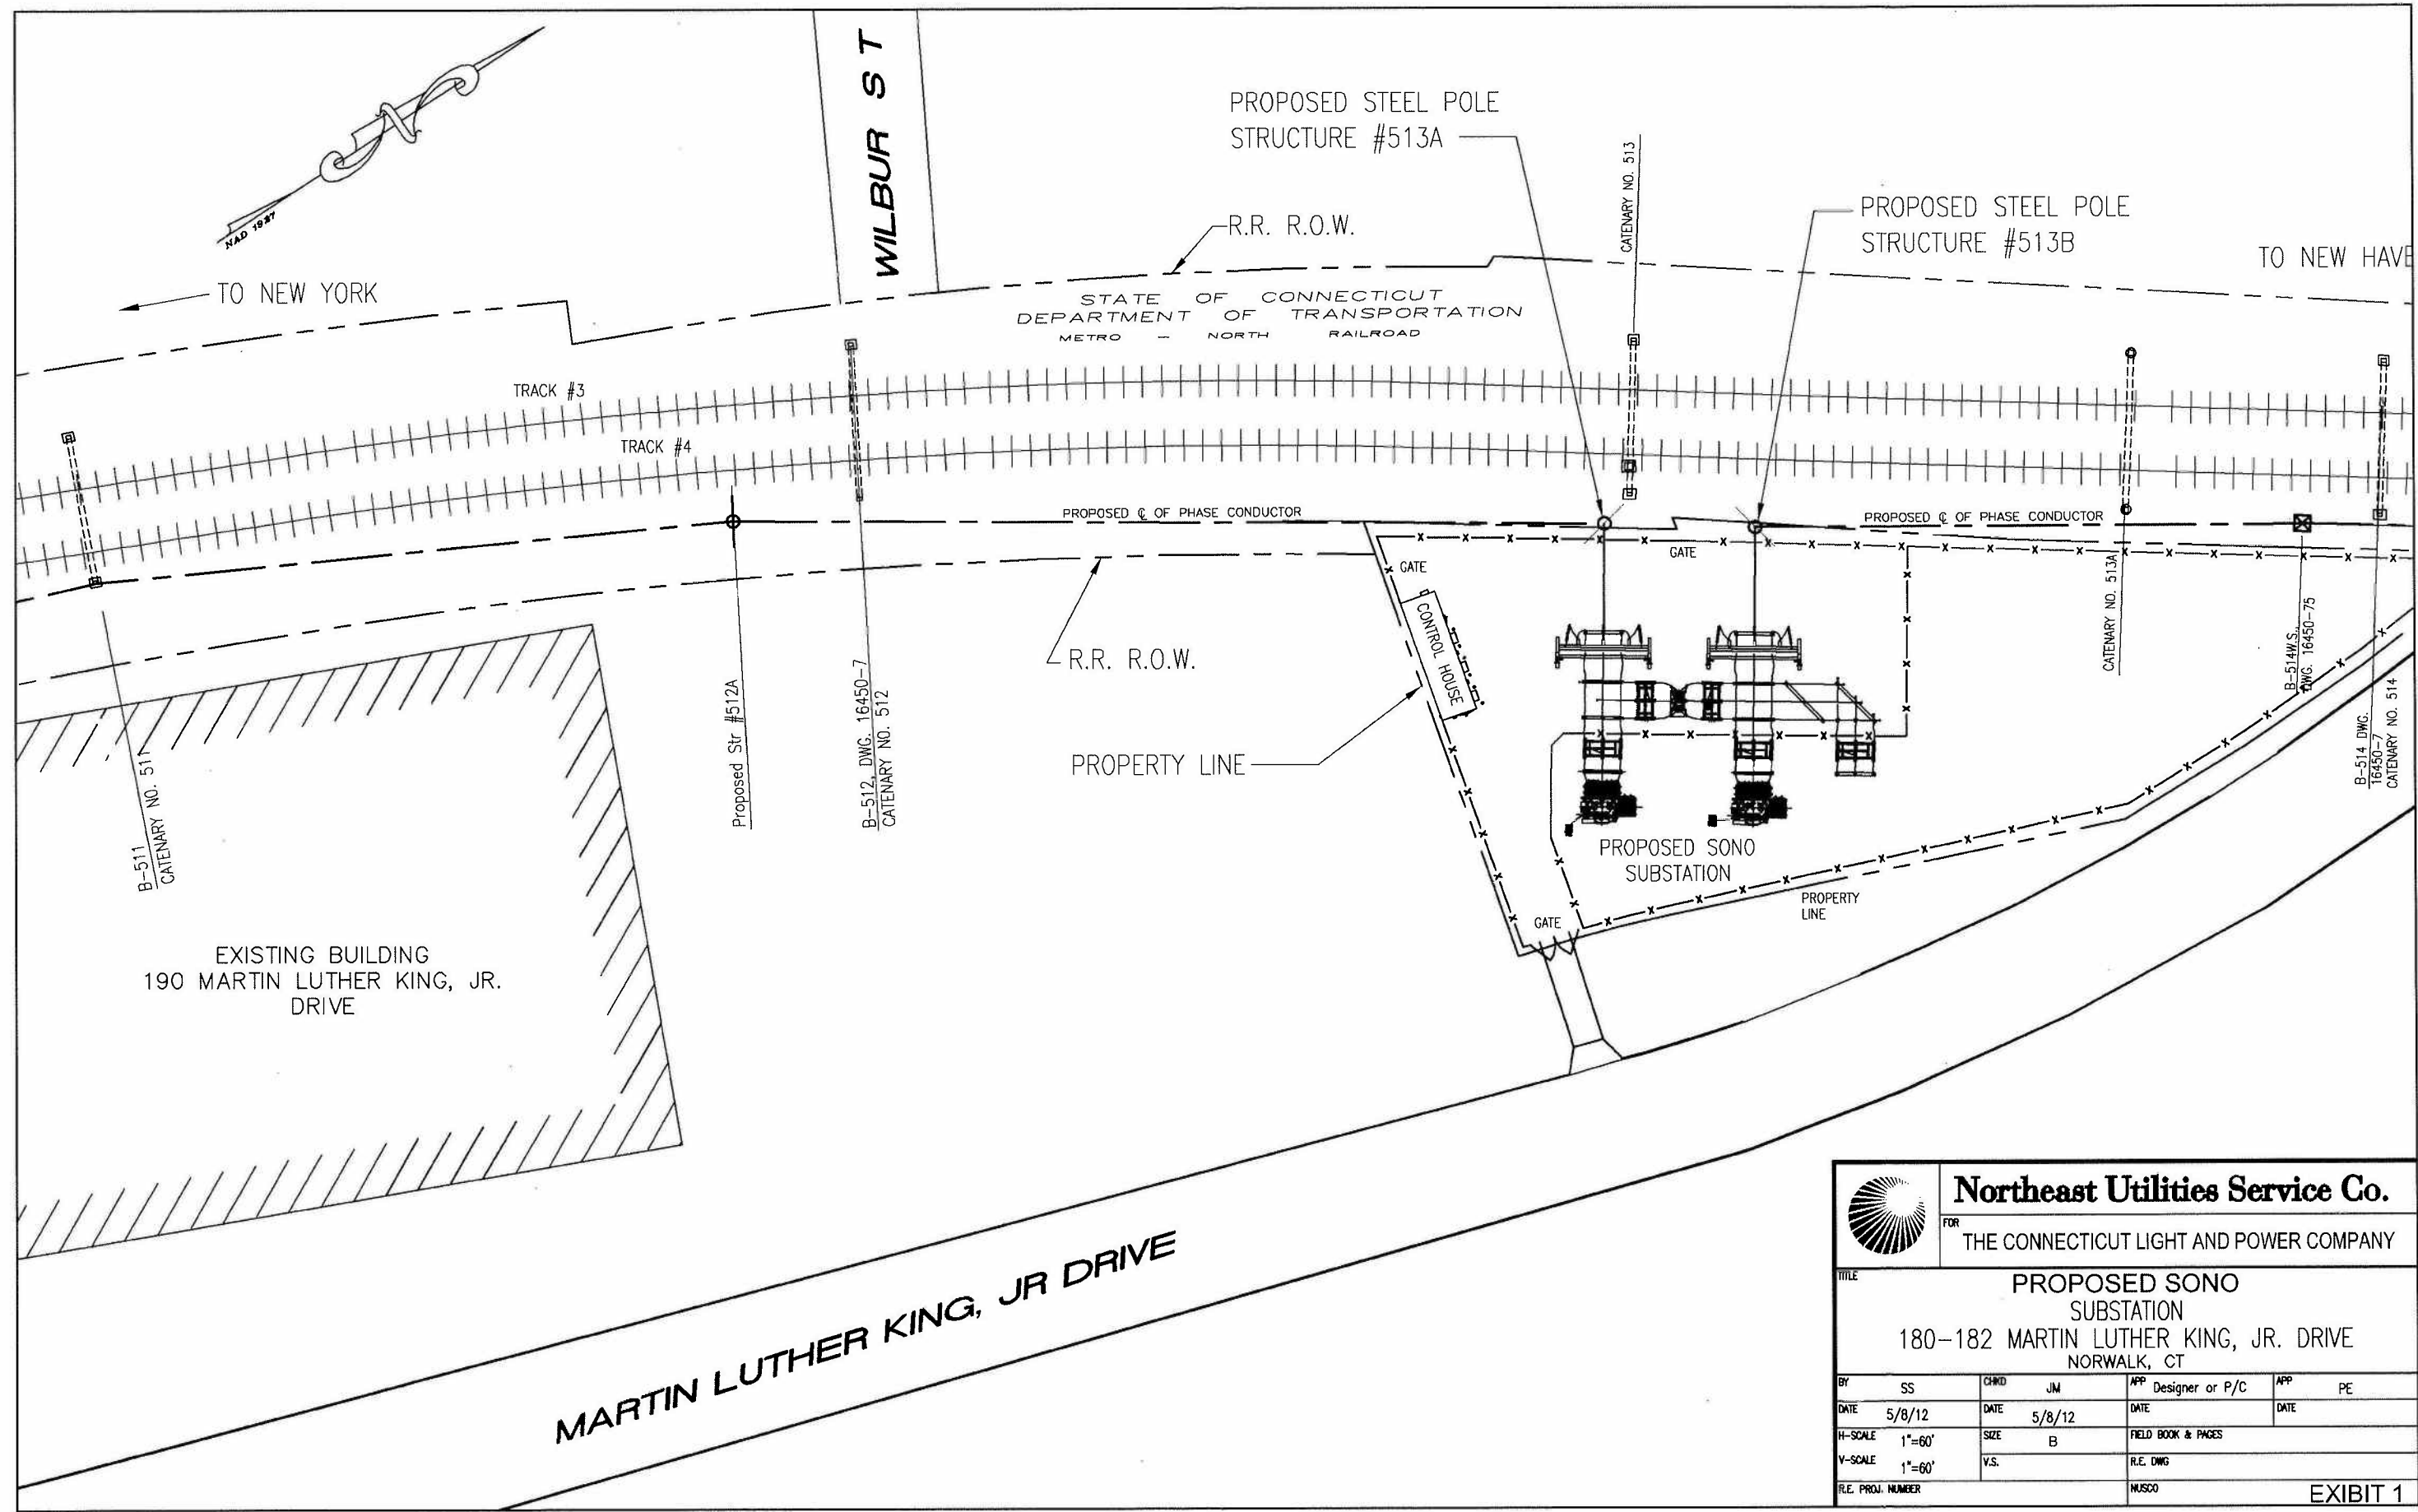 WILBUR ST
NAD 1927
TO NEW YORK
PROPOSED STEEL POLE
STRUCTURE #513A
CATENARY NO. 513
PROPOSED STEEL POLE
STRUCTURE #513B
R.R. R.O.W.
TO NEW HAVE
STATE OF CONNECTICUT
DEPARTMENT OF TRANSPORTATION
METRO - NORTH RAILROAD
TRACK #3
TRACK #4
PROPOSED ℄ OF PHASE CONDUCTOR
PROPOSED ℄ OF PHASE CONDUCTOR
GATE
GATE
CONTROL HOUSE
R.R. R.O.W.
PROPERTY LINE
B-511
CATENARY NO. 511
Proposed Str #512A
B-512, DWG. 16450-7
CATENARY NO. 512
CATENARY NO. 513A
B-514W.S.,
DWG. 16450-75
B-514 DWG.
16450-7
CATENARY NO. 514
PROPOSED SONO
SUBSTATION
PROPERTY
LINE
GATE
EXISTING BUILDING
190 MARTIN LUTHER KING, JR.
DRIVE
MARTIN LUTHER KING, JR DRIVE
Northeast Utilities Service Co.
FOR
THE CONNECTICUT LIGHT AND POWER COMPANY
TITLE
PROPOSED SONO
SUBSTATION
180-182 MARTIN LUTHER KING, JR. DRIVE
NORWALK, CT
BY SS CHKD JM APP Designer or P/C APP PE
DATE 5/8/12 DATE 5/8/12 DATE DATE
H-SCALE 1"=60' SIZE B FIELD BOOK & PAGES
V-SCALE 1"=60' V.S. R.E. DWG
R.E. PROJ. NUMBER NUSCO EXIBIT 1